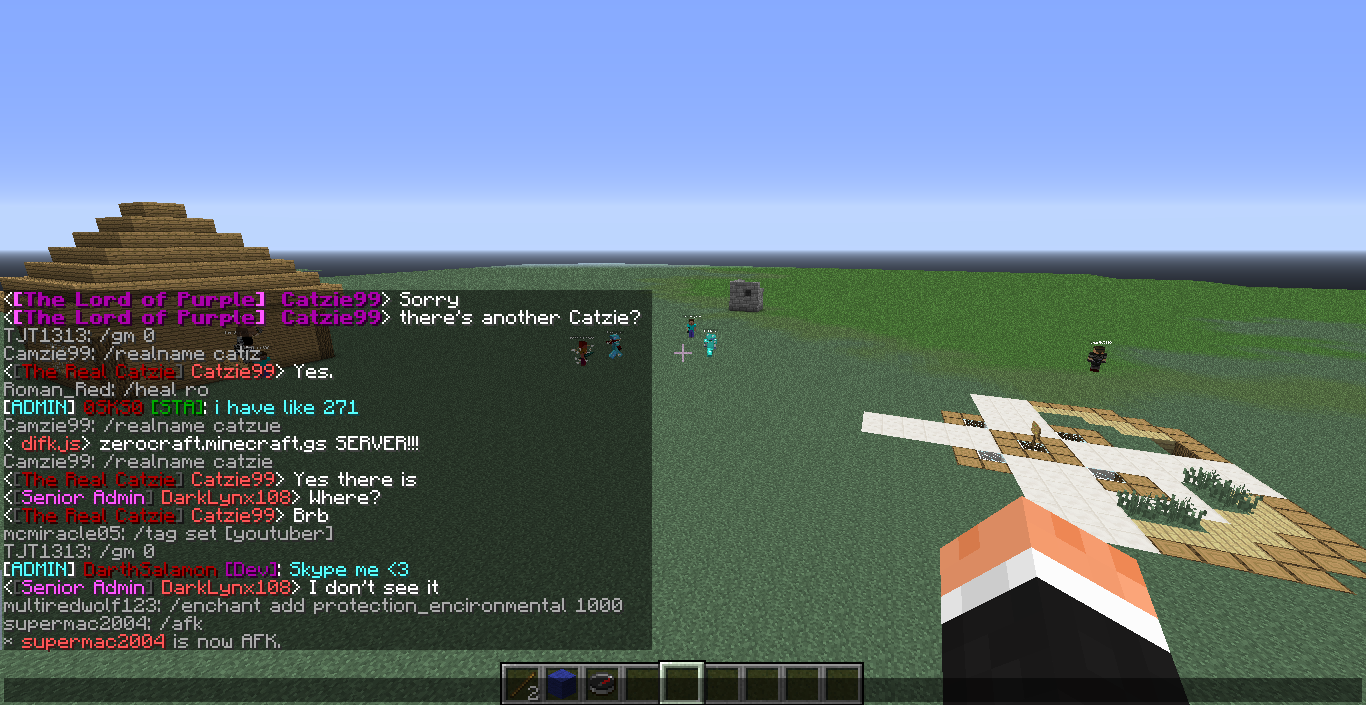 <[The Lord of Purple] Catzie99> Sorry
<[The Lord of Purple] Catzie99> there's another Catzie?
TJT1313: /gm 0
Camzie99: /realname catiz
<[The Real Catzie] Catzie99> Yes.
Roman_Red: /heal ro
[ADMIN] 0SK50 [STA]: i have like 271
Camzie99: /realname catzue
< difkjs> zerocraft.minecraft.gs SERVER!!!
Camzie99: /realname catzie
<[The Real Catzie] Catzie99> Yes there is
<[Senior Admin] DarkLynx108> Where?
<[The Real Catzie] Catzie99> Brb
mcmiracle05: /tag set [youtuber]
TJT1313: /gm 0
[ADMIN] DarthSalamon [Dev]: Skype me <3
<[Senior Admin] DarkLynx108> I don't see it
multiredwolf123: /enchant add protection_encironmental 1000
supermac2004: /afk
* supermac2004 is now AFK.
2